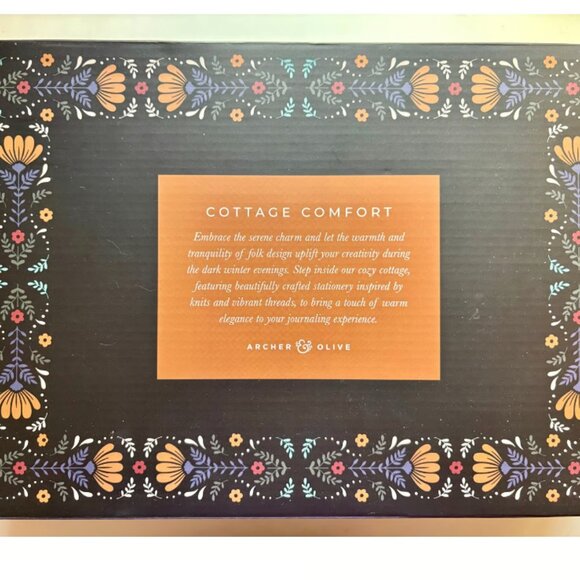 COTTAGE COMFORT
Embrace the serene charm and let the warmth and
tranquility of folk design uplift your creativity during
the dark winter evenings. Step inside our cozy cottage,
featuring beautifully crafted stationery inspired by
knits and vibrant threads, to bring a touch of warm
elegance to your journaling experience.
ARCHER & OLIVE